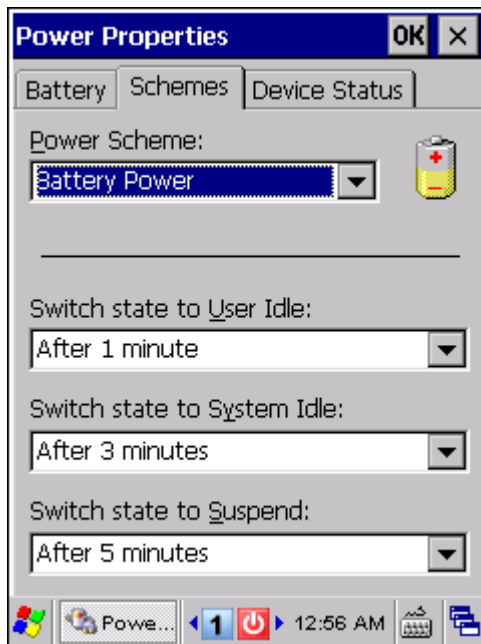 Power Properties OK ×
Battery Schemes Device Status
Power Scheme:
Battery Power
Switch state to User Idle:
After 1 minute
Switch state to System Idle:
After 3 minutes
Switch state to Suspend:
After 5 minutes
Powe... 1 12:56 AM